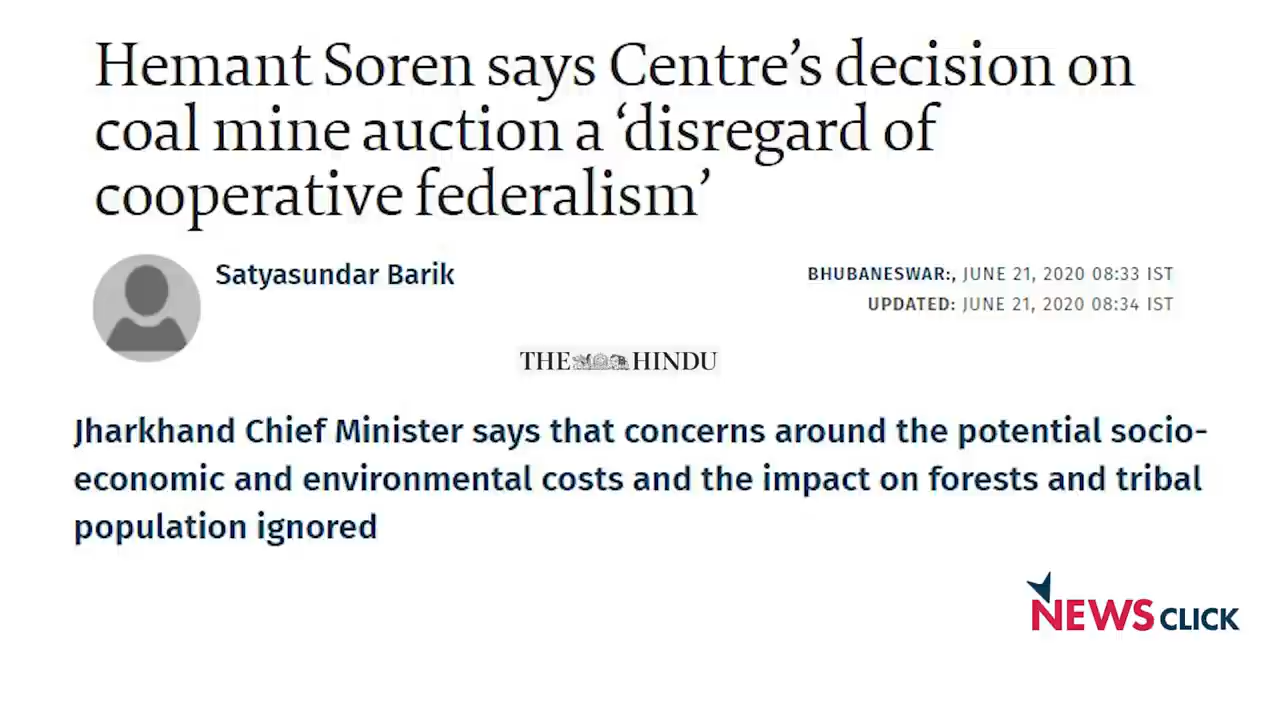 Hemant Soren says Centre’s decision on
coal mine auction a ‘disregard of
cooperative federalism’
Satyasundar Barik
BHUBANESWAR:, JUNE 21, 2020 08:33 IST
UPDATED: JUNE 21, 2020 08:34 IST
THE HINDU
Jharkhand Chief Minister says that concerns around the potential socio-
economic and environmental costs and the impact on forests and tribal
population ignored
NEWSCLICK